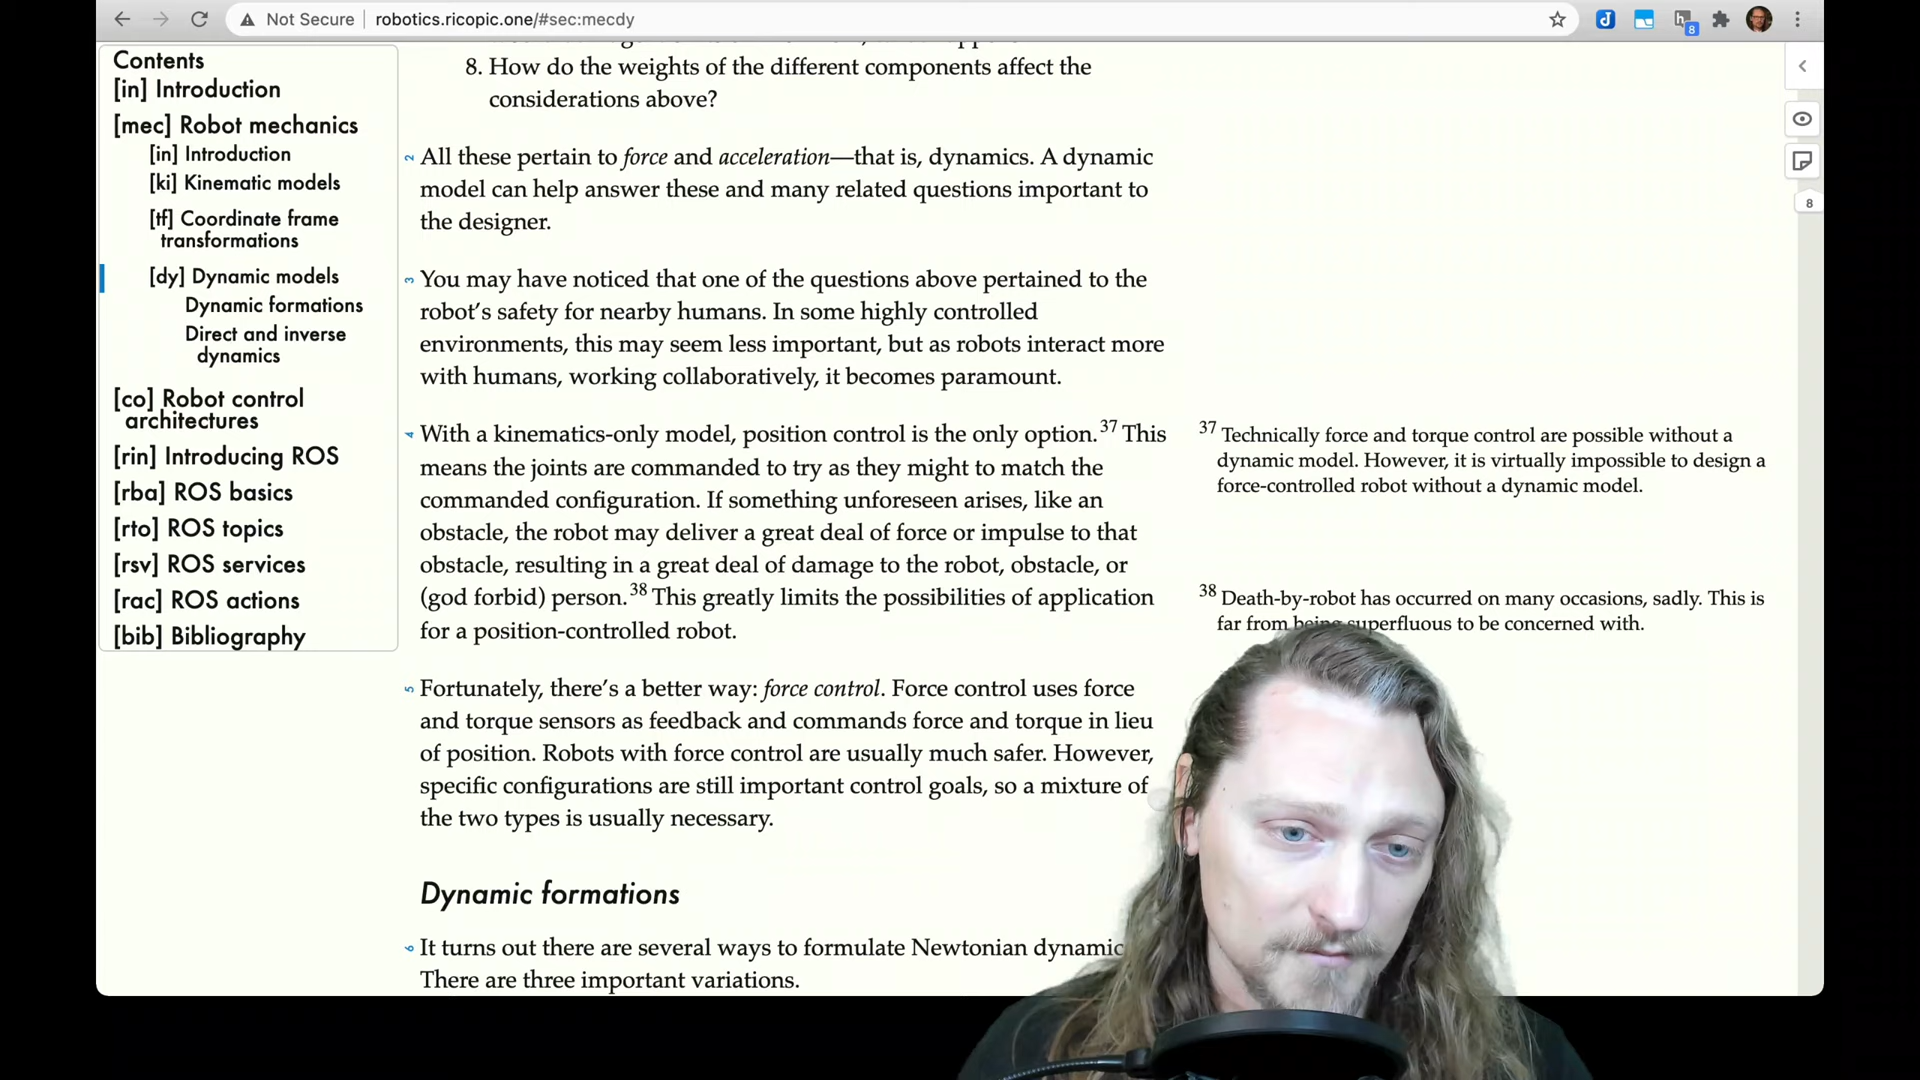 Not Secure | robotics.ricopic.one/#sec:mecdy
8
Contents
[in] Introduction
[mec] Robot mechanics
[in] Introduction
[ki] Kinematic models
[tf] Coordinate frame
transformations
[dy] Dynamic models
Dynamic formations
Direct and inverse
dynamics
[co] Robot control
architectures
[rin] Introducing ROS
[rba] ROS basics
[rto] ROS topics
[rsv] ROS services
[rac] ROS actions
[bib] Bibliography
8. How do the weights of the different components affect the
considerations above?
2 All these pertain to force and acceleration—that is, dynamics. A dynamic
model can help answer these and many related questions important to
the designer.
3 You may have noticed that one of the questions above pertained to the
robot’s safety for nearby humans. In some highly controlled
environments, this may seem less important, but as robots interact more
with humans, working collaboratively, it becomes paramount.
4 With a kinematics-only model, position control is the only option.37 This
means the joints are commanded to try as they might to match the
commanded configuration. If something unforeseen arises, like an
obstacle, the robot may deliver a great deal of force or impulse to that
obstacle, resulting in a great deal of damage to the robot, obstacle, or
(god forbid) person.38 This greatly limits the possibilities of application
for a position-controlled robot.
5 Fortunately, there’s a better way: force control. Force control uses force
and torque sensors as feedback and commands force and torque in lieu
of position. Robots with force control are usually much safer. However,
specific configurations are still important control goals, so a mixture of
the two types is usually necessary.
Dynamic formations
6 It turns out there are several ways to formulate Newtonian dynamic
There are three important variations.
37 Technically force and torque control are possible without a
dynamic model. However, it is virtually impossible to design a
force-controlled robot without a dynamic model.
38 Death-by-robot has occurred on many occasions, sadly. This is
far from being superfluous to be concerned with.
8